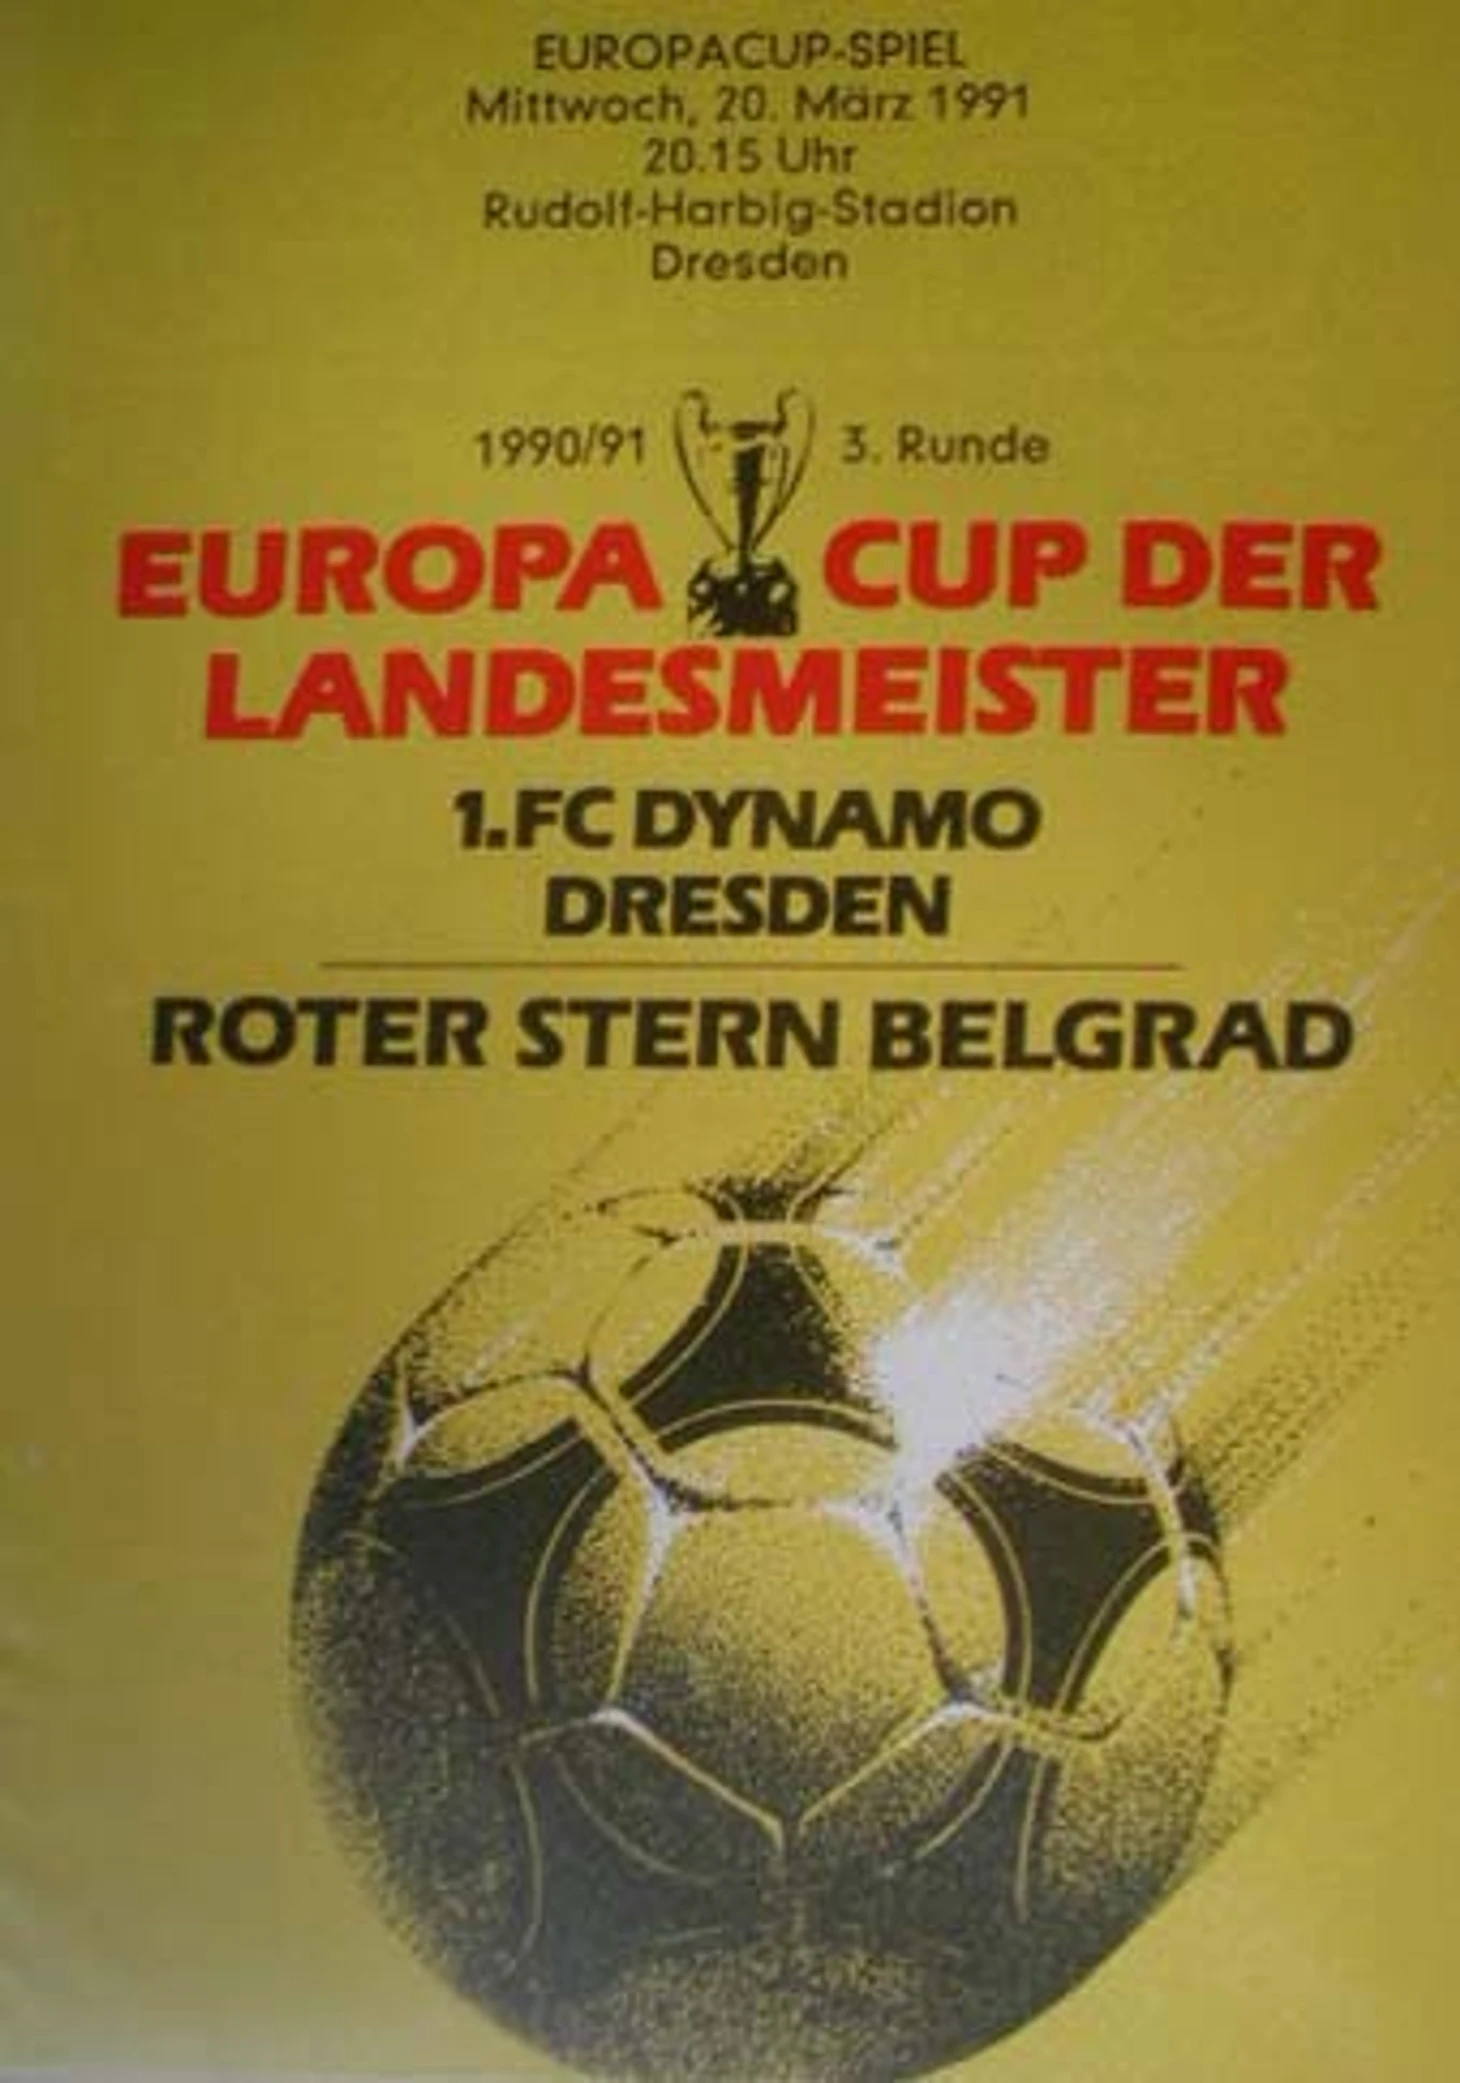 EUROPACUP-SPIEL
Mittwoch, 20. März 1991
20.15 Uhr
Rudolf-Harbig-Stadion
Dresden
1990/91 3. Runde
EUROPA CUP DER
LANDESMEISTER
1.FC DYNAMO
DRESDEN
ROTER STERN BELGRAD